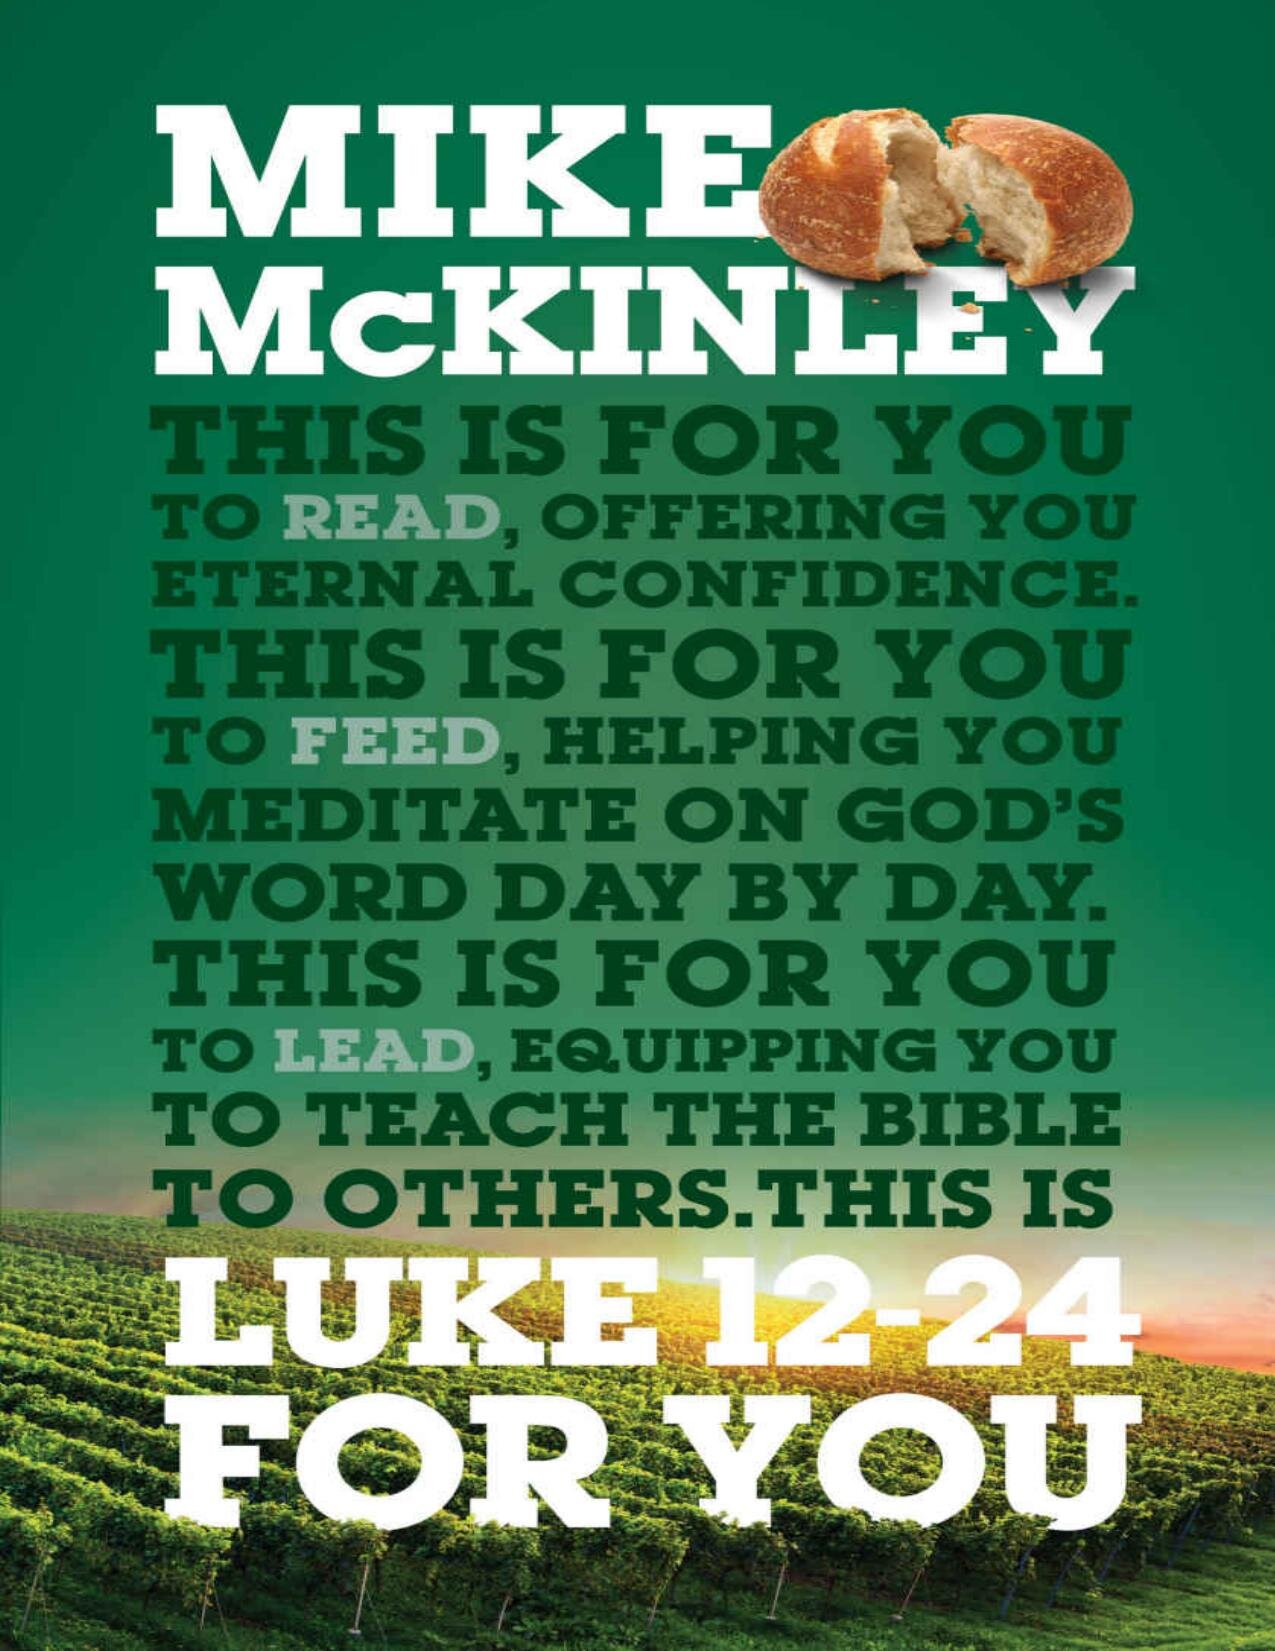 MIKE
McKINLEY
THIS IS FOR YOU
TO READ, OFFERING YOU
ETERNAL CONFIDENCE.
THIS IS FOR YOU
TO FEED, HELPING YOU
MEDITATE ON GOD'S
WORD DAY BY DAY.
THIS IS FOR YOU
TO LEAD, EQUIPPING YOU
TO TEACH THE BIBLE
TO OTHERS. THIS IS
LUKE 12-24
FOR YOU